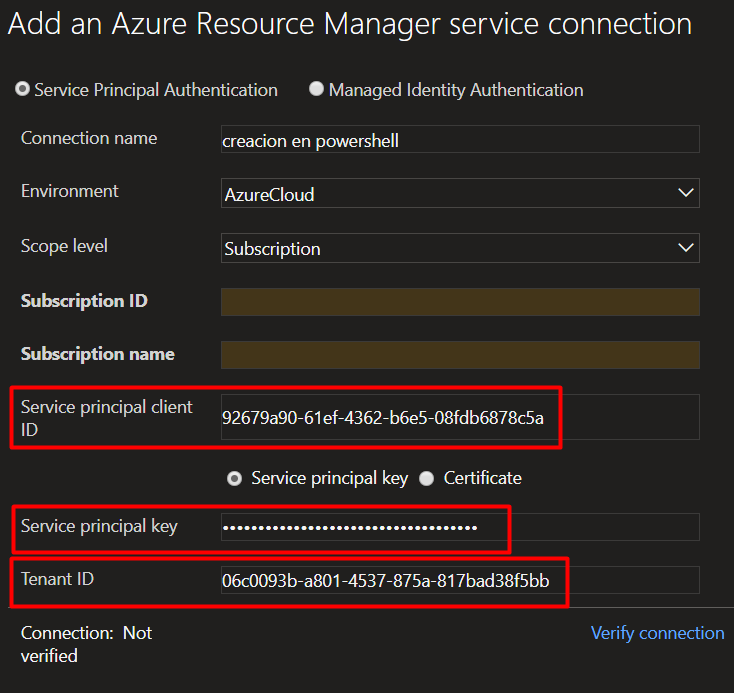 Add an Azure Resource Manager service connection
Service Principal Authentication Managed Identity Authentication
Connection name creacion en powershell
Environment AzureCloud
Scope level Subscription
Subscription ID
Subscription name
Service principal client
ID
92679a90-61ef-4362-b6e5-08fdb6878c5a
Service principal key Certificate
Service principal key ••••••••••••••••••••••••••••••••••••
Tenant ID 06c0093b-a801-4537-875a-817bad38f5bb
Connection: Not
verified
Verify connection